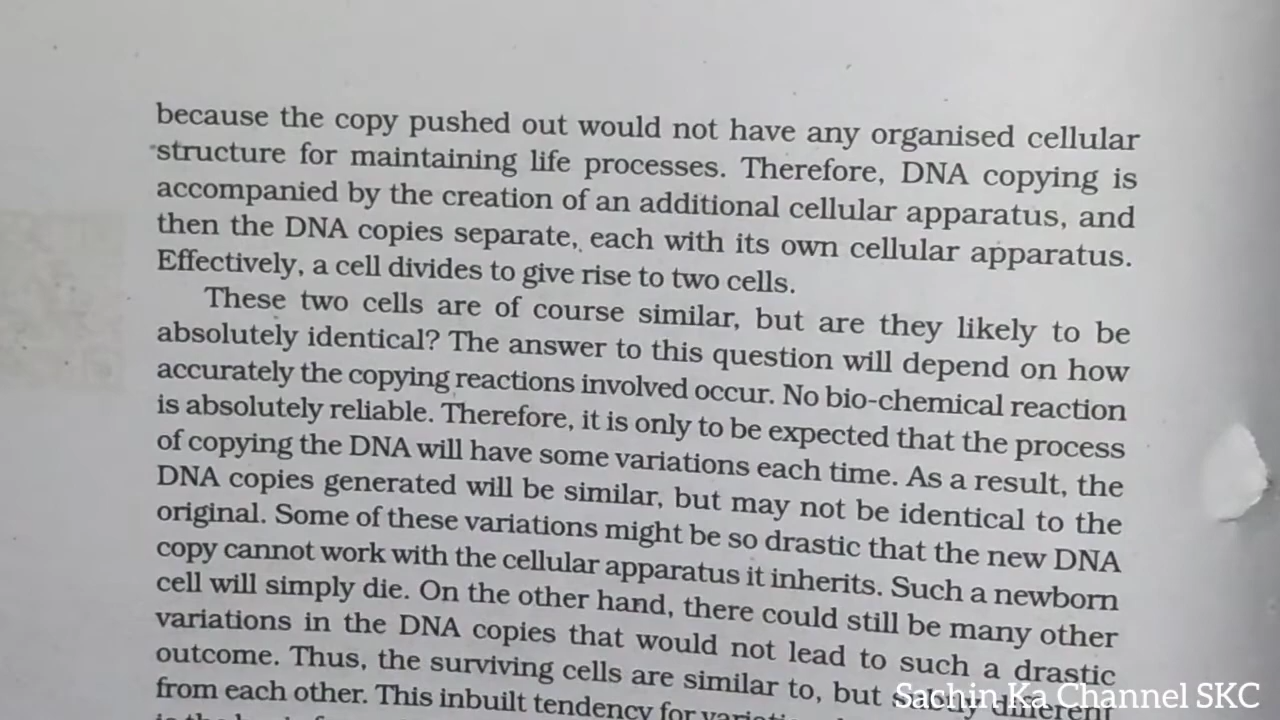 because the copy pushed out would not have any organised cellular
structure for maintaining life processes. Therefore, DNA copying is
accompanied by the creation of an additional cellular apparatus, and
then the DNA copies separate, each with its own cellular apparatus.
Effectively, a cell divides to give rise to two cells.
These two cells are of course similar, but are they likely to be
absolutely identical? The answer to this question will depend on how
accurately the copying reactions involved occur. No bio-chemical reaction
is absolutely reliable. Therefore, it is only to be expected that the process
of copying the DNA will have some variations each time. As a result, the
DNA copies generated will be similar, but may not be identical to the
original. Some of these variations might be so drastic that the new DNA
copy cannot work with the cellular apparatus it inherits. Such a newborn
cell will simply die. On the other hand, there could still be many other
variations in the DNA copies that would not lead to such a drastic
outcome. Thus, the surviving cells are similar to, but subtly different
from each other. This inbuilt tendency for
Sachin Ka Channel SKC